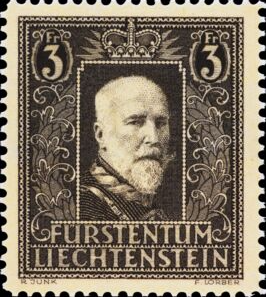 Fr. 3 Fr. 3
FÜRSTENTUM
LIECHTENSTEIN
R. JUNK F. LORBER